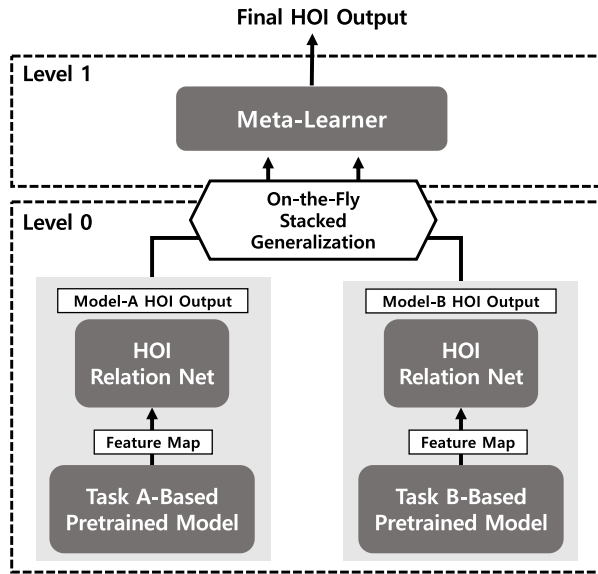 Final HOI Output
Level 1
Meta-Learner
On-the-Fly
Stacked
Generalization
Level 0
Model-A HOI Output
HOI
Relation Net
Feature Map
Task A-Based
Pretrained Model
Model-B HOI Output
HOI
Relation Net
Feature Map
Task B-Based
Pretrained Model